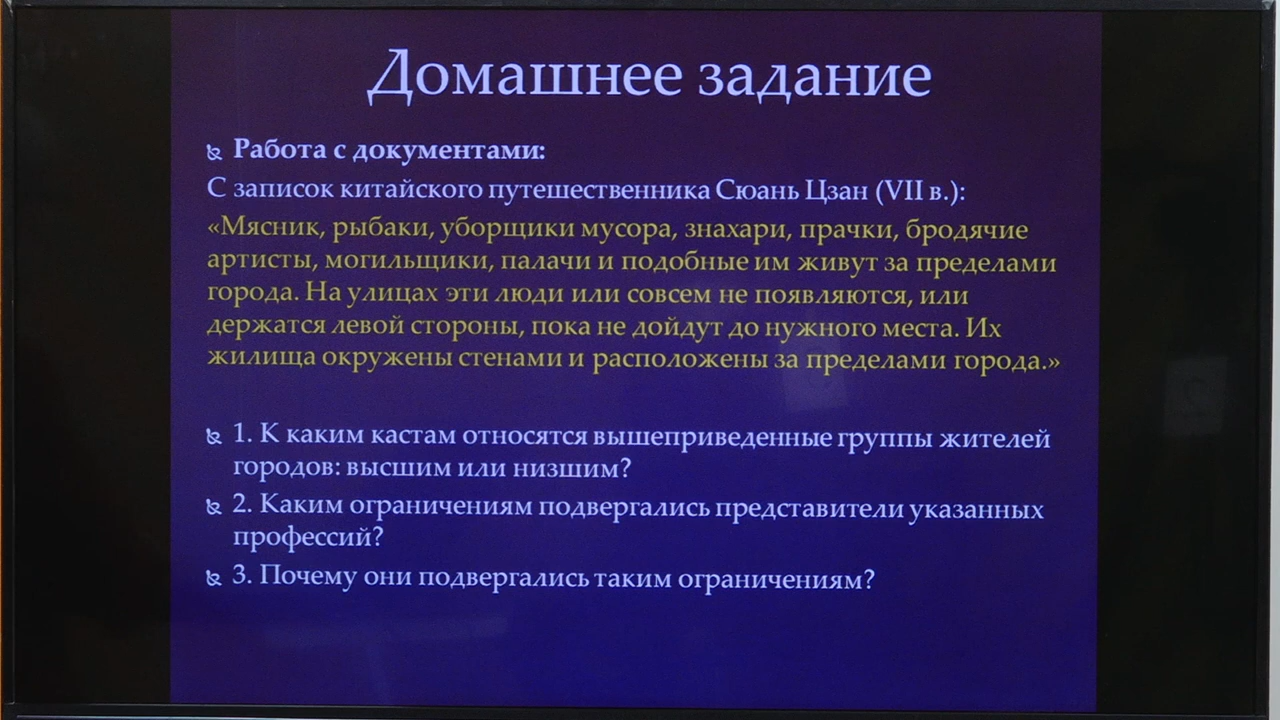 Домашнее задание
Работа с документами:
С записок китайского путешественника Сюань Цзан (VII в.):
«Мясник, рыбаки, уборщики мусора, знахари, прачки, бродячие
артисты, могильщики, палачи и подобные им живут за пределами
города. На улицах эти люди или совсем не появляются, или
держатся левой стороны, пока не дойдут до нужного места. Их
жилища окружены стенами и расположены за пределами города.»
1. К каким кастам относятся вышеприведенные группы жителей
городов: высшим или низшим?
2. Каким ограничениям подвергались представители указанных
профессий?
3. Почему они подвергались таким ограничениям?